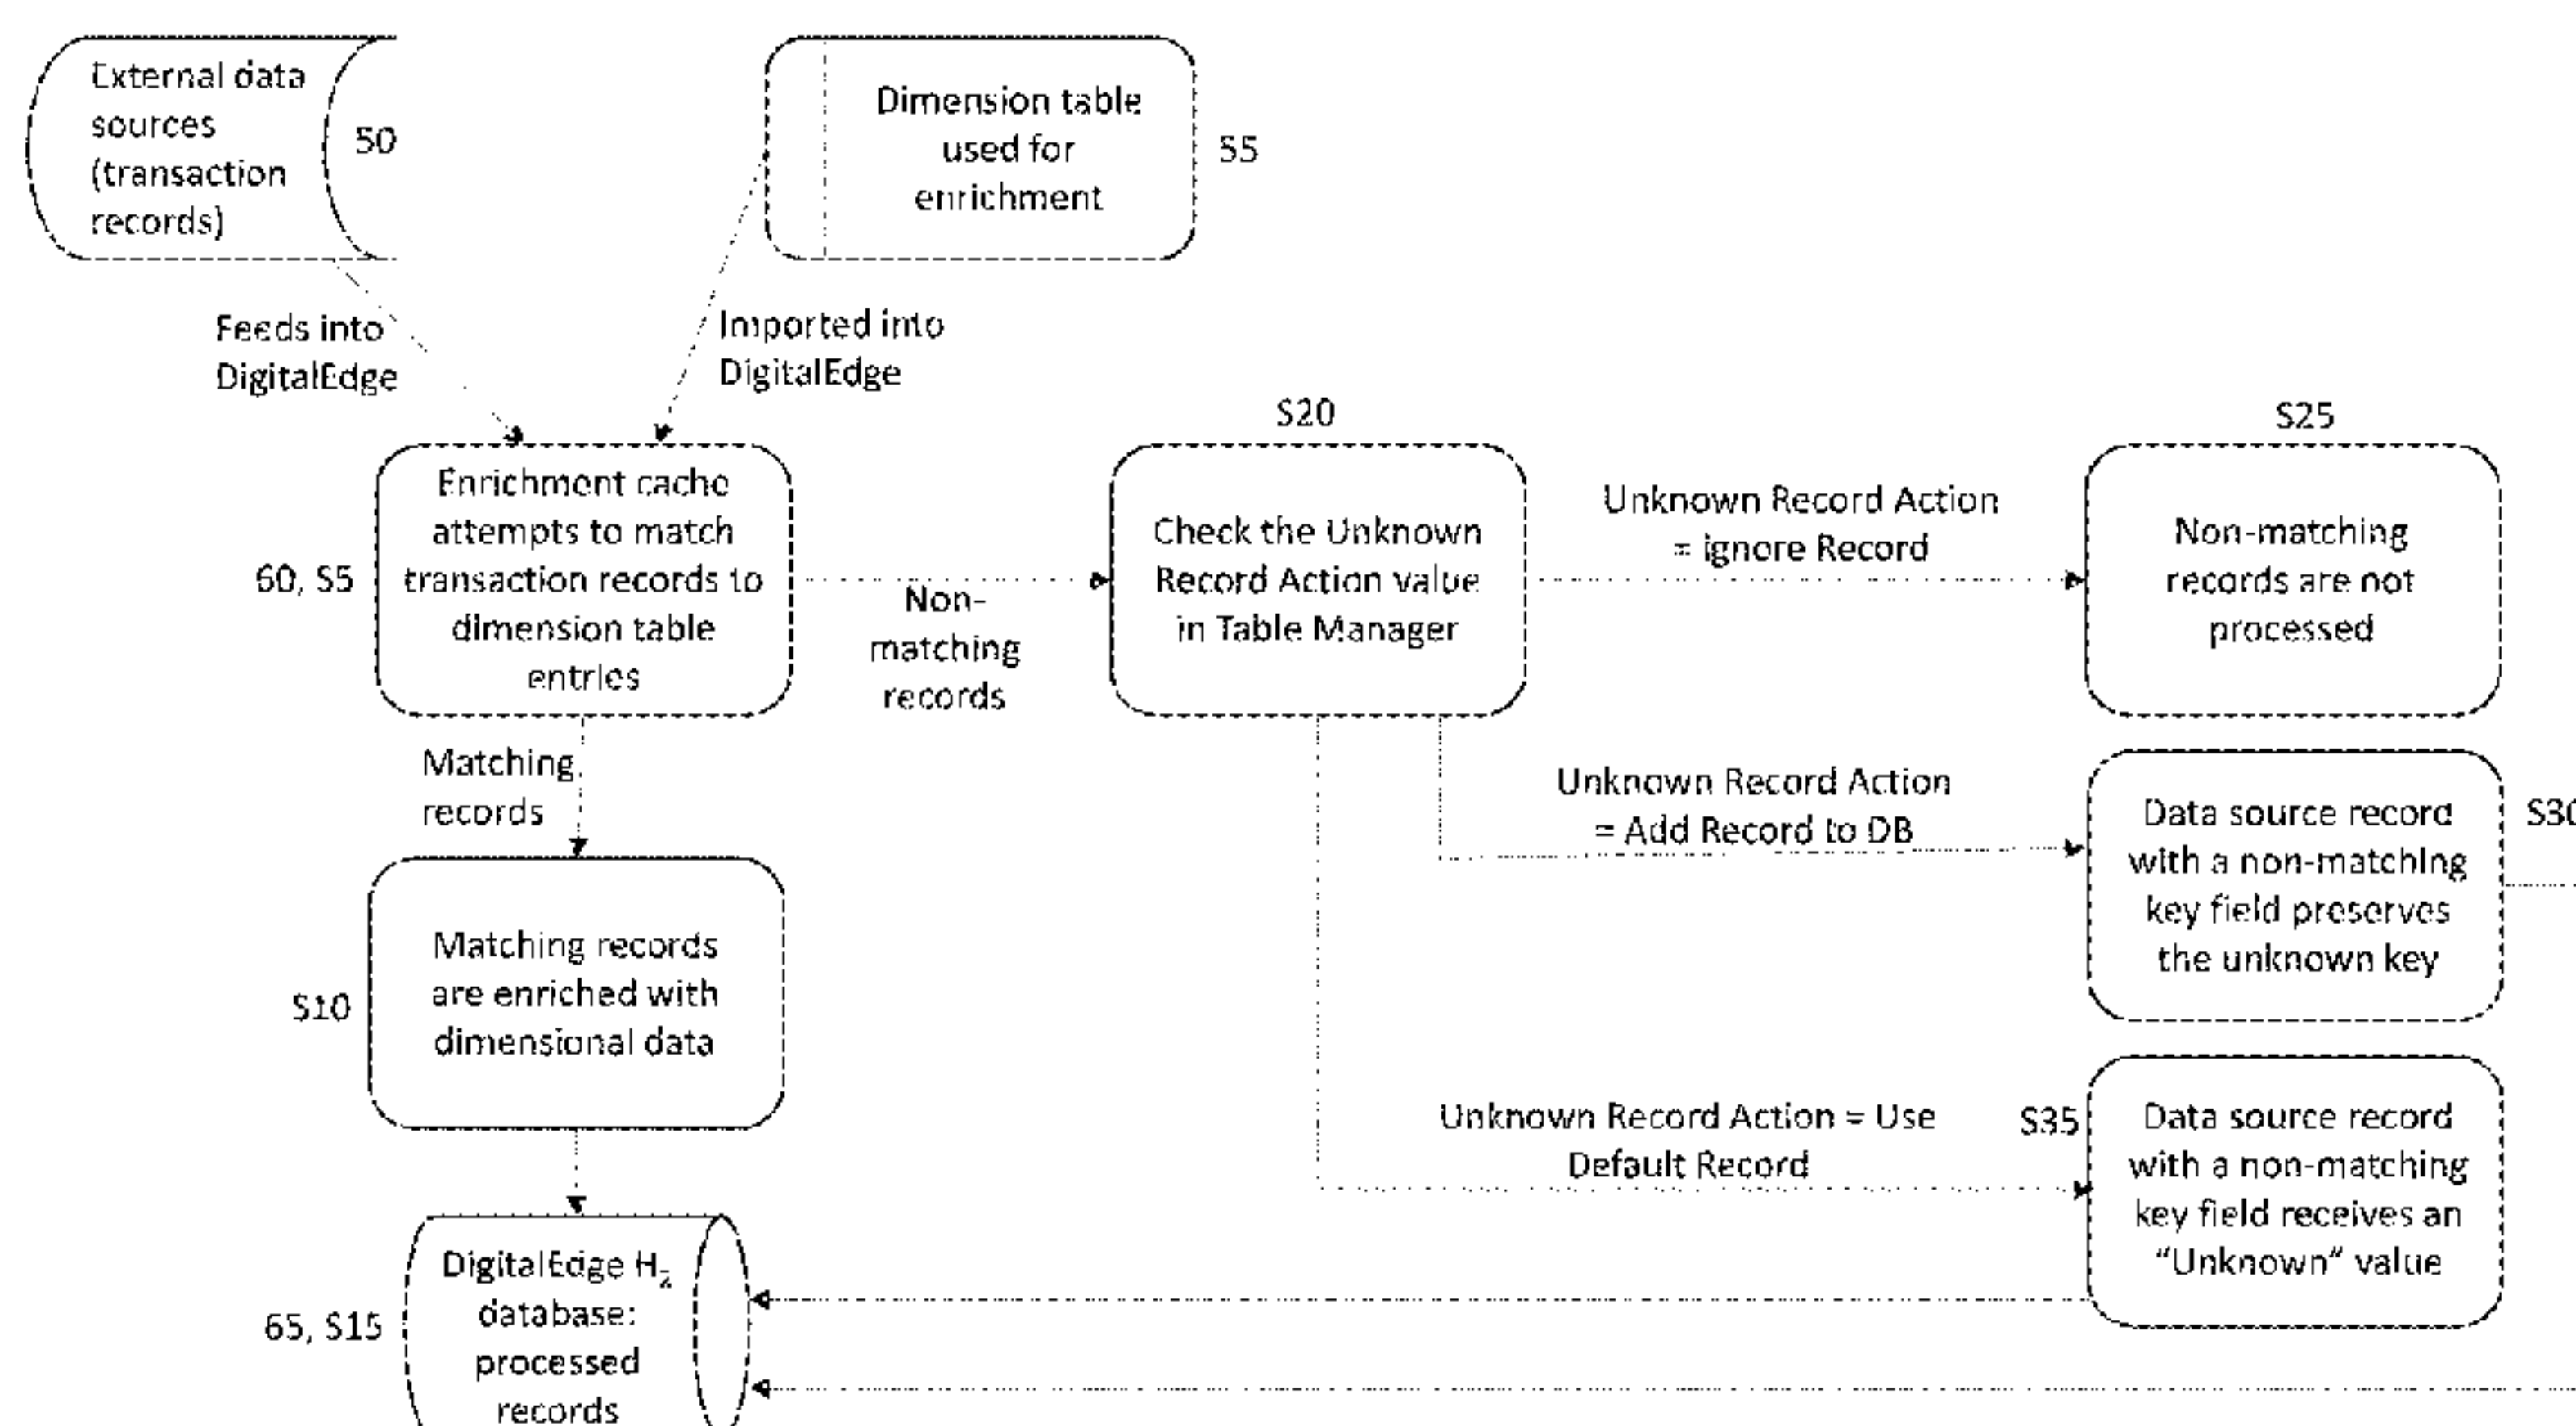 External data
sources
(transaction
records)
50
Dimension table
used for
enrichment
55
Feeds into
DigitalEdge
Imported into
DigitalEdge
S20
S25
Enrichment cache
attempts to match
transaction records to
dimension table
entries
60, S5
Non-
matching
records
Check the Unknown
Record Action value
in Table Manager
Unknown Record Action
= ignore Record
Non-matching
records are not
processed
Matching
records
Unknown Record Action
= Add Record to DB
Data source record
with a non-matching
key field preserves
the unknown key
S30
Matching records
are enriched with
dimensional data
S10
Unknown Record Action = Use
Default Record
S35
Data source record
with a non-matching
key field receives an
“Unknown” value
DigitalEdge H₂
database:
processed
records
65, S15